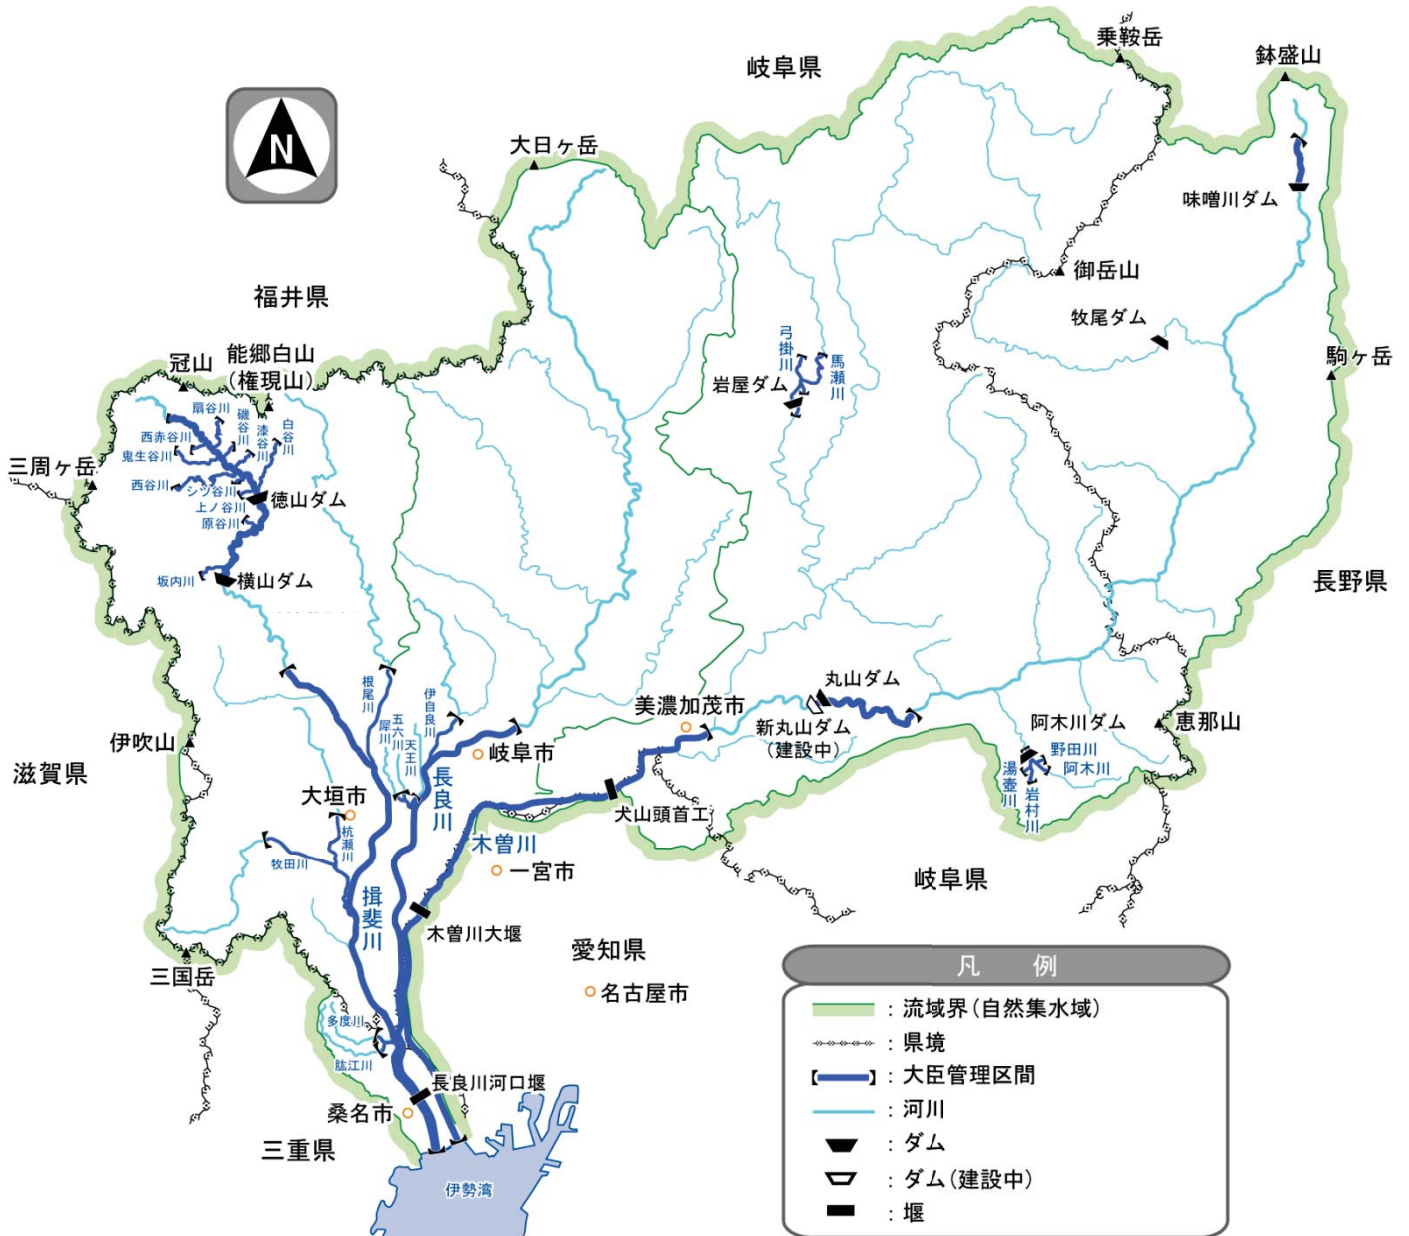 乗鞍岳
鉢盛山
岐阜県
N
大日ヶ岳
味噌川ダム
御岳山
福井県
牧尾ダム
駒ヶ岳
冠山
能郷白山
(権現山)
弓掛川
馬瀬川
岩屋ダム
扇谷川
磯谷川
漆谷川
白谷川
西赤谷川
鬼生谷川
三周ヶ岳
西谷川
シツ谷川
徳山ダム
上ノ谷川
原谷川
坂内川
横山ダム
長野県
根尾川
伊自良川
五六川
犀川
天王川
丸山ダム
美濃加茂市
新丸山ダム
(建設中)
阿木川ダム
恵那山
野田川
阿木川
湯壺川
岩村川
伊吹山
滋賀県
岐阜市
長良川
大垣市
犬山頭首工
杭瀬川
木曽川
牧田川
一宮市
岐阜県
揖斐川
木曽川大堰
愛知県
三国岳
名古屋市
多度川
肱江川
長良川河口堰
桑名市
三重県
伊勢湾
凡 例
：流域界(自然集水域)
：県境
：大臣管理区間
：河川
：ダム
：ダム(建設中)
：堰